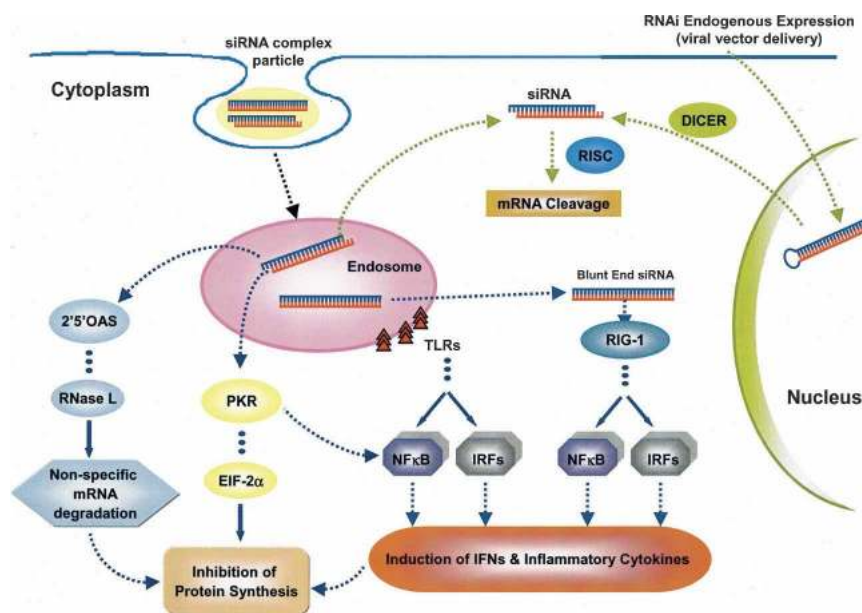 RNAi Endogenous Expression
(viral vector delivery)
siRNA complex
particle
Cytoplasm
siRNA
DICER
RISC
mRNA Cleavage
Endosome
Blunt End siRNA
2'5'OAS
TLRs
RIG-1
Nucleus
RNase L
PKR
NFκB
IRFs
NFκB
IRFs
Non-specific
mRNA
degradation
EIF-2α
Inhibition of
Protein Synthesis
Induction of IFNs & Inflammatory Cytokines